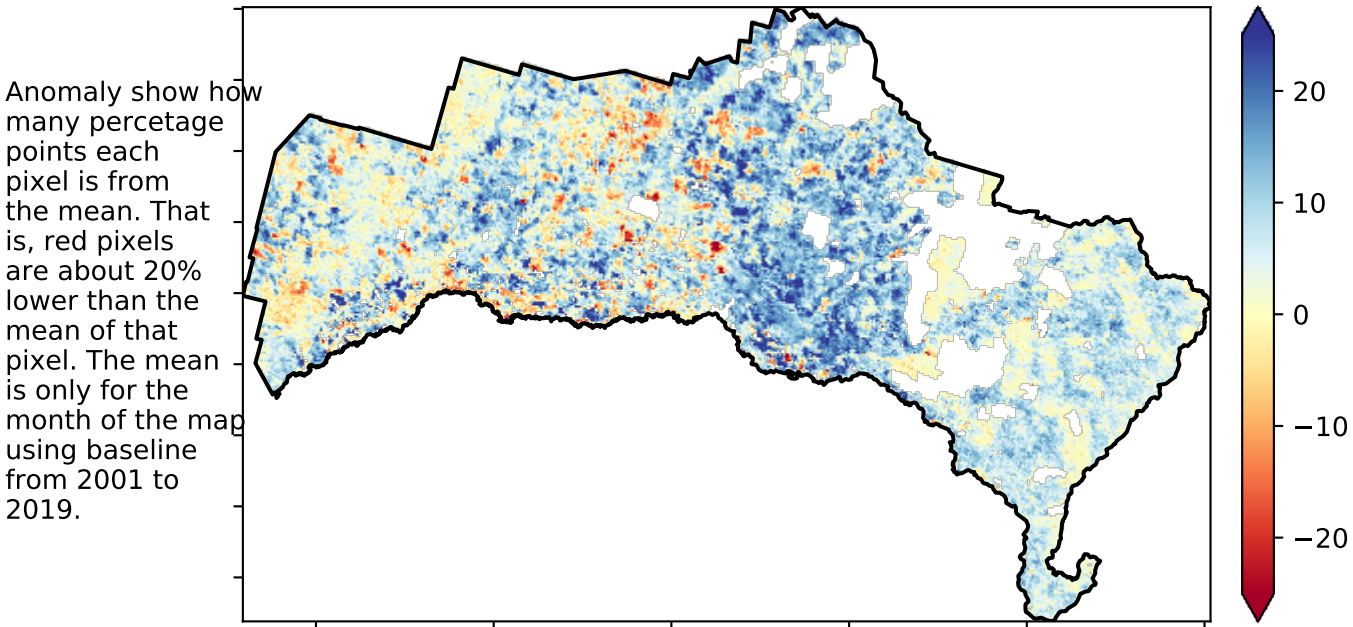 Anomaly show how
many percetage
points each
pixel is from
the mean. That
is, red pixels
are about 20%
lower than the
mean of that
pixel. The mean
is only for the
month of the map
using baseline
from 2001 to
2019.
20
10
0
−10
−20